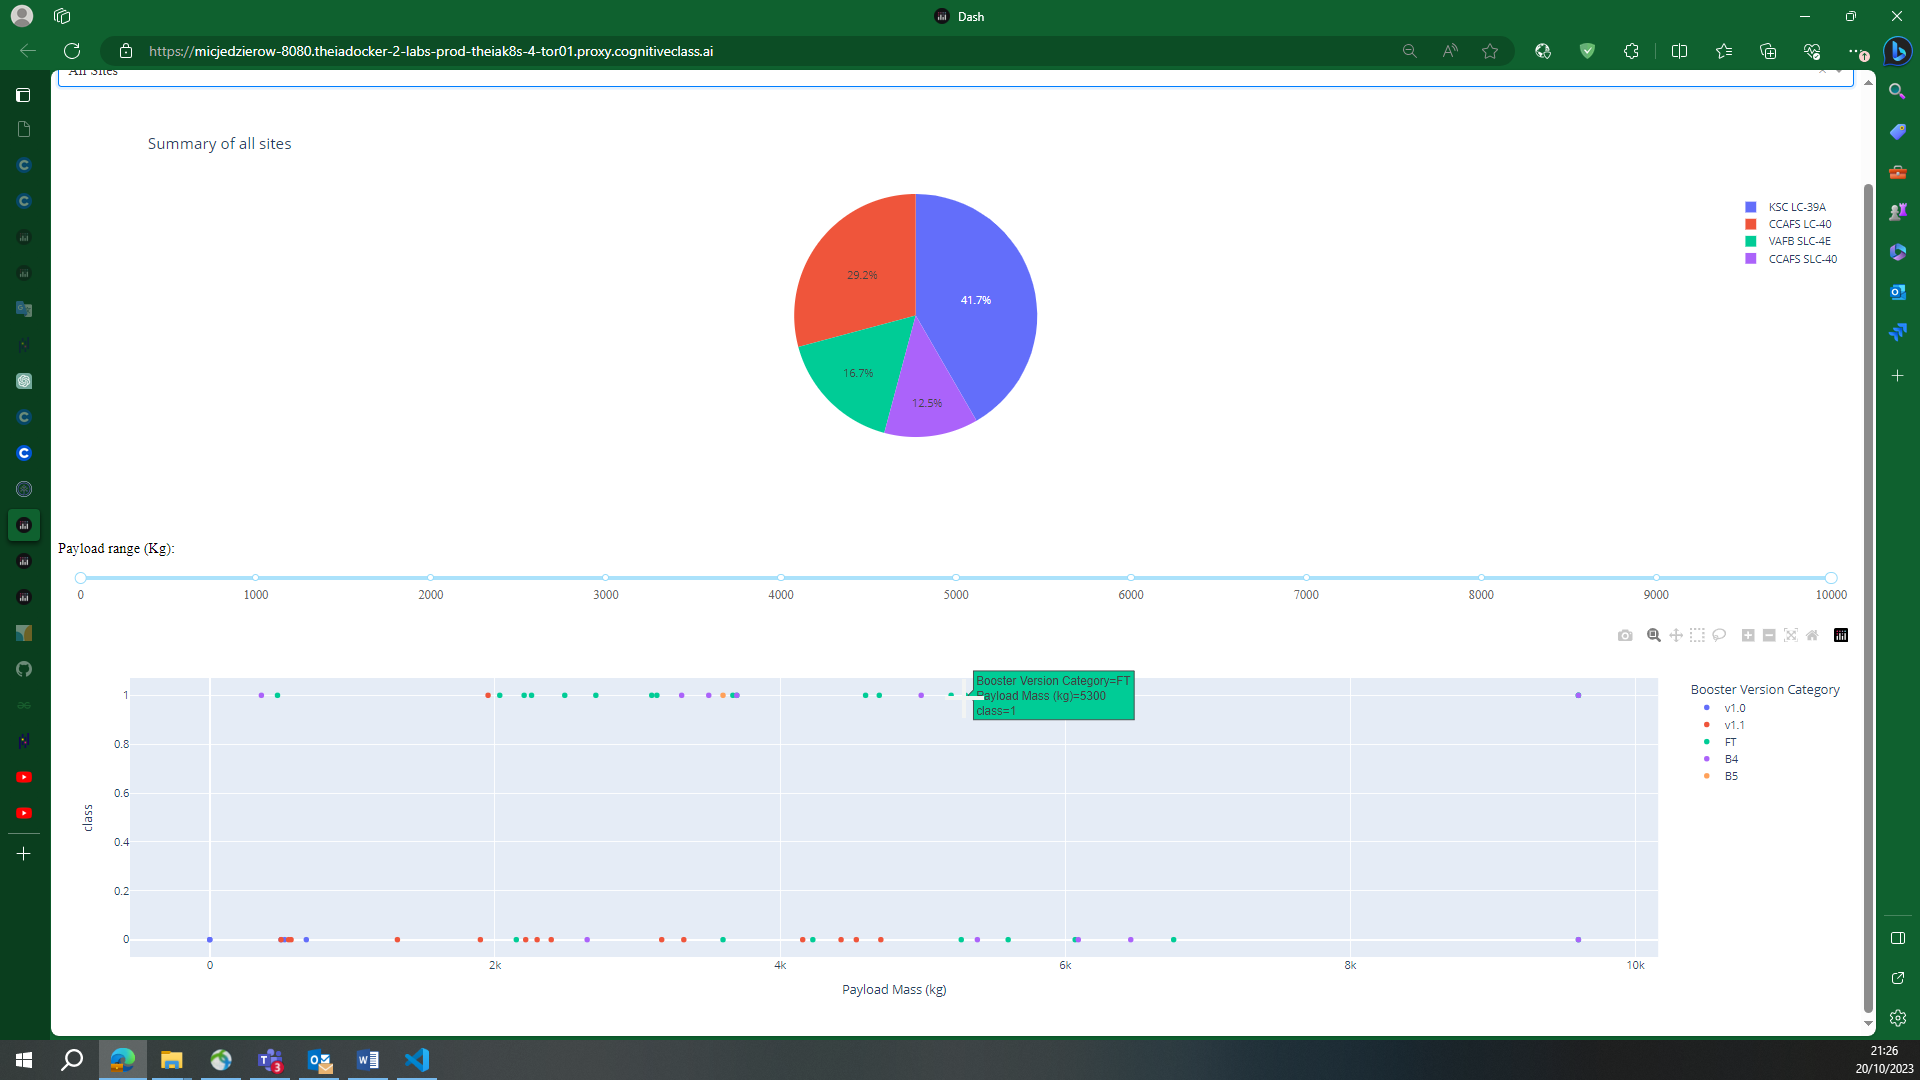 Dash
https://micjedzierow-8080.theiadocker-2-labs-prod-theiak8s-4-tor01.proxy.cognitiveclass.ai
All Sites
Summary of all sites
KSC LC-39A
CCAFS LC-40
VAFB SLC-4E
CCAFS SLC-40
29.2%
41.7%
16.7%
12.5%
Payload range (Kg):
0 1000 2000 3000 4000 5000 6000 7000 8000 9000 10000
Booster Version Category=FT
Payload Mass (kg)=5300
class=1
Booster Version Category
v1.0
v1.1
FT
B4
B5
1
0.8
0.6
0.4
0.2
0
class
0 2k 4k 6k 8k 10k
Payload Mass (kg)
3
21:26
20/10/2023